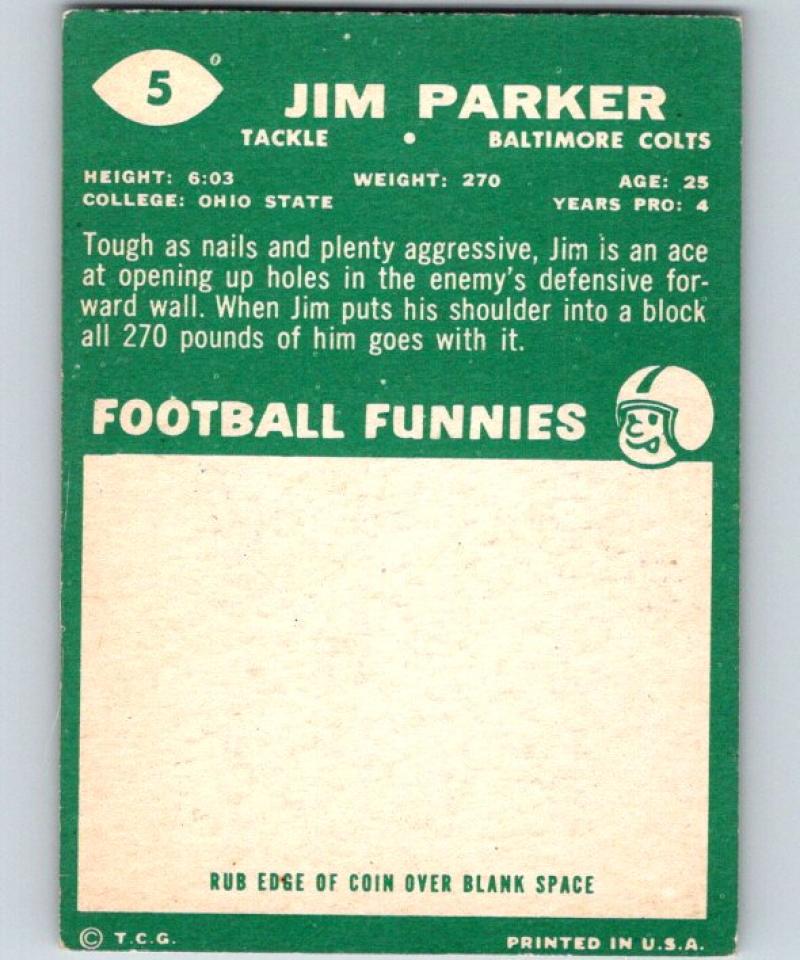 5
JIM PARKER
TACKLE • BALTIMORE COLTS
HEIGHT: 6:03 WEIGHT: 270 AGE: 25
COLLEGE: OHIO STATE YEARS PRO: 4
Tough as nails and plenty aggressive, Jim is an ace
at opening up holes in the enemy's defensive for-
ward wall. When Jim puts his shoulder into a block
all 270 pounds of him goes with it.
FOOTBALL FUNNIES
RUB EDGE OF COIN OVER BLANK SPACE
© T.C.G. PRINTED IN U.S.A.